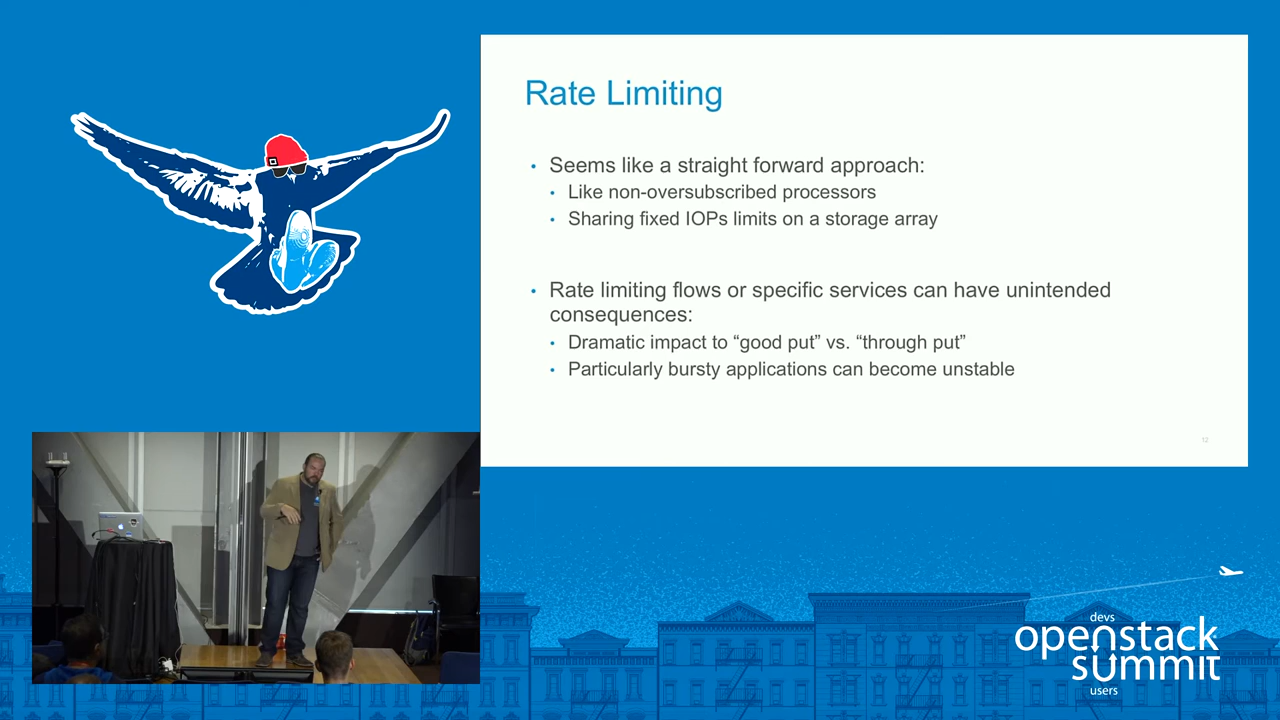 Rate Limiting
• Seems like a straight forward approach:
• Like non-oversubscribed processors
• Sharing fixed IOPs limits on a storage array
• Rate limiting flows or specific services can have unintended
consequences:
• Dramatic impact to “good put” vs. “through put”
• Particularly bursty applications can become unstable
12
devs
openstack
summit
users